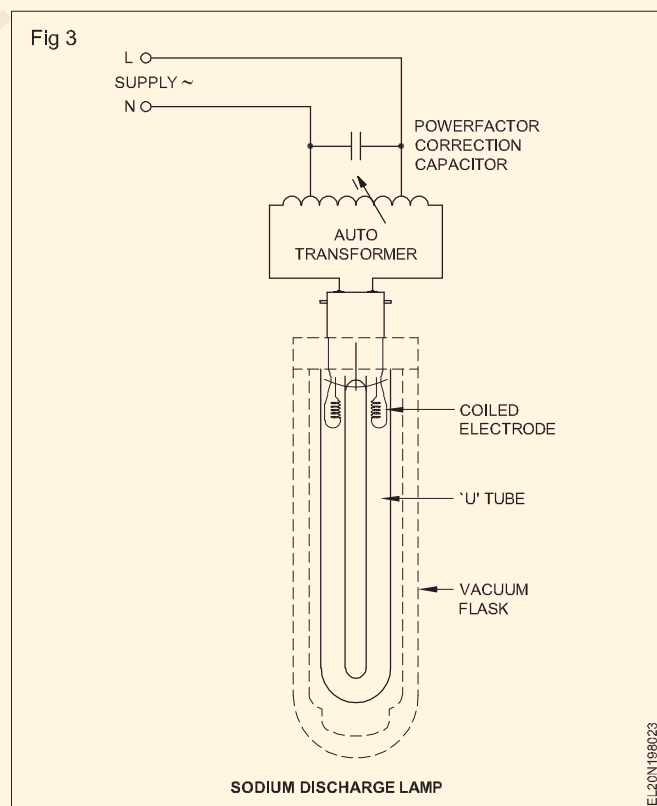 Fig 3
L
SUPPLY ~
N
POWERFACTOR
CORRECTION
CAPACITOR
AUTO
TRANSFORMER
COILED
ELECTRODE
`U' TUBE
VACUUM
FLASK
SODIUM DISCHARGE LAMP
EL20N198023